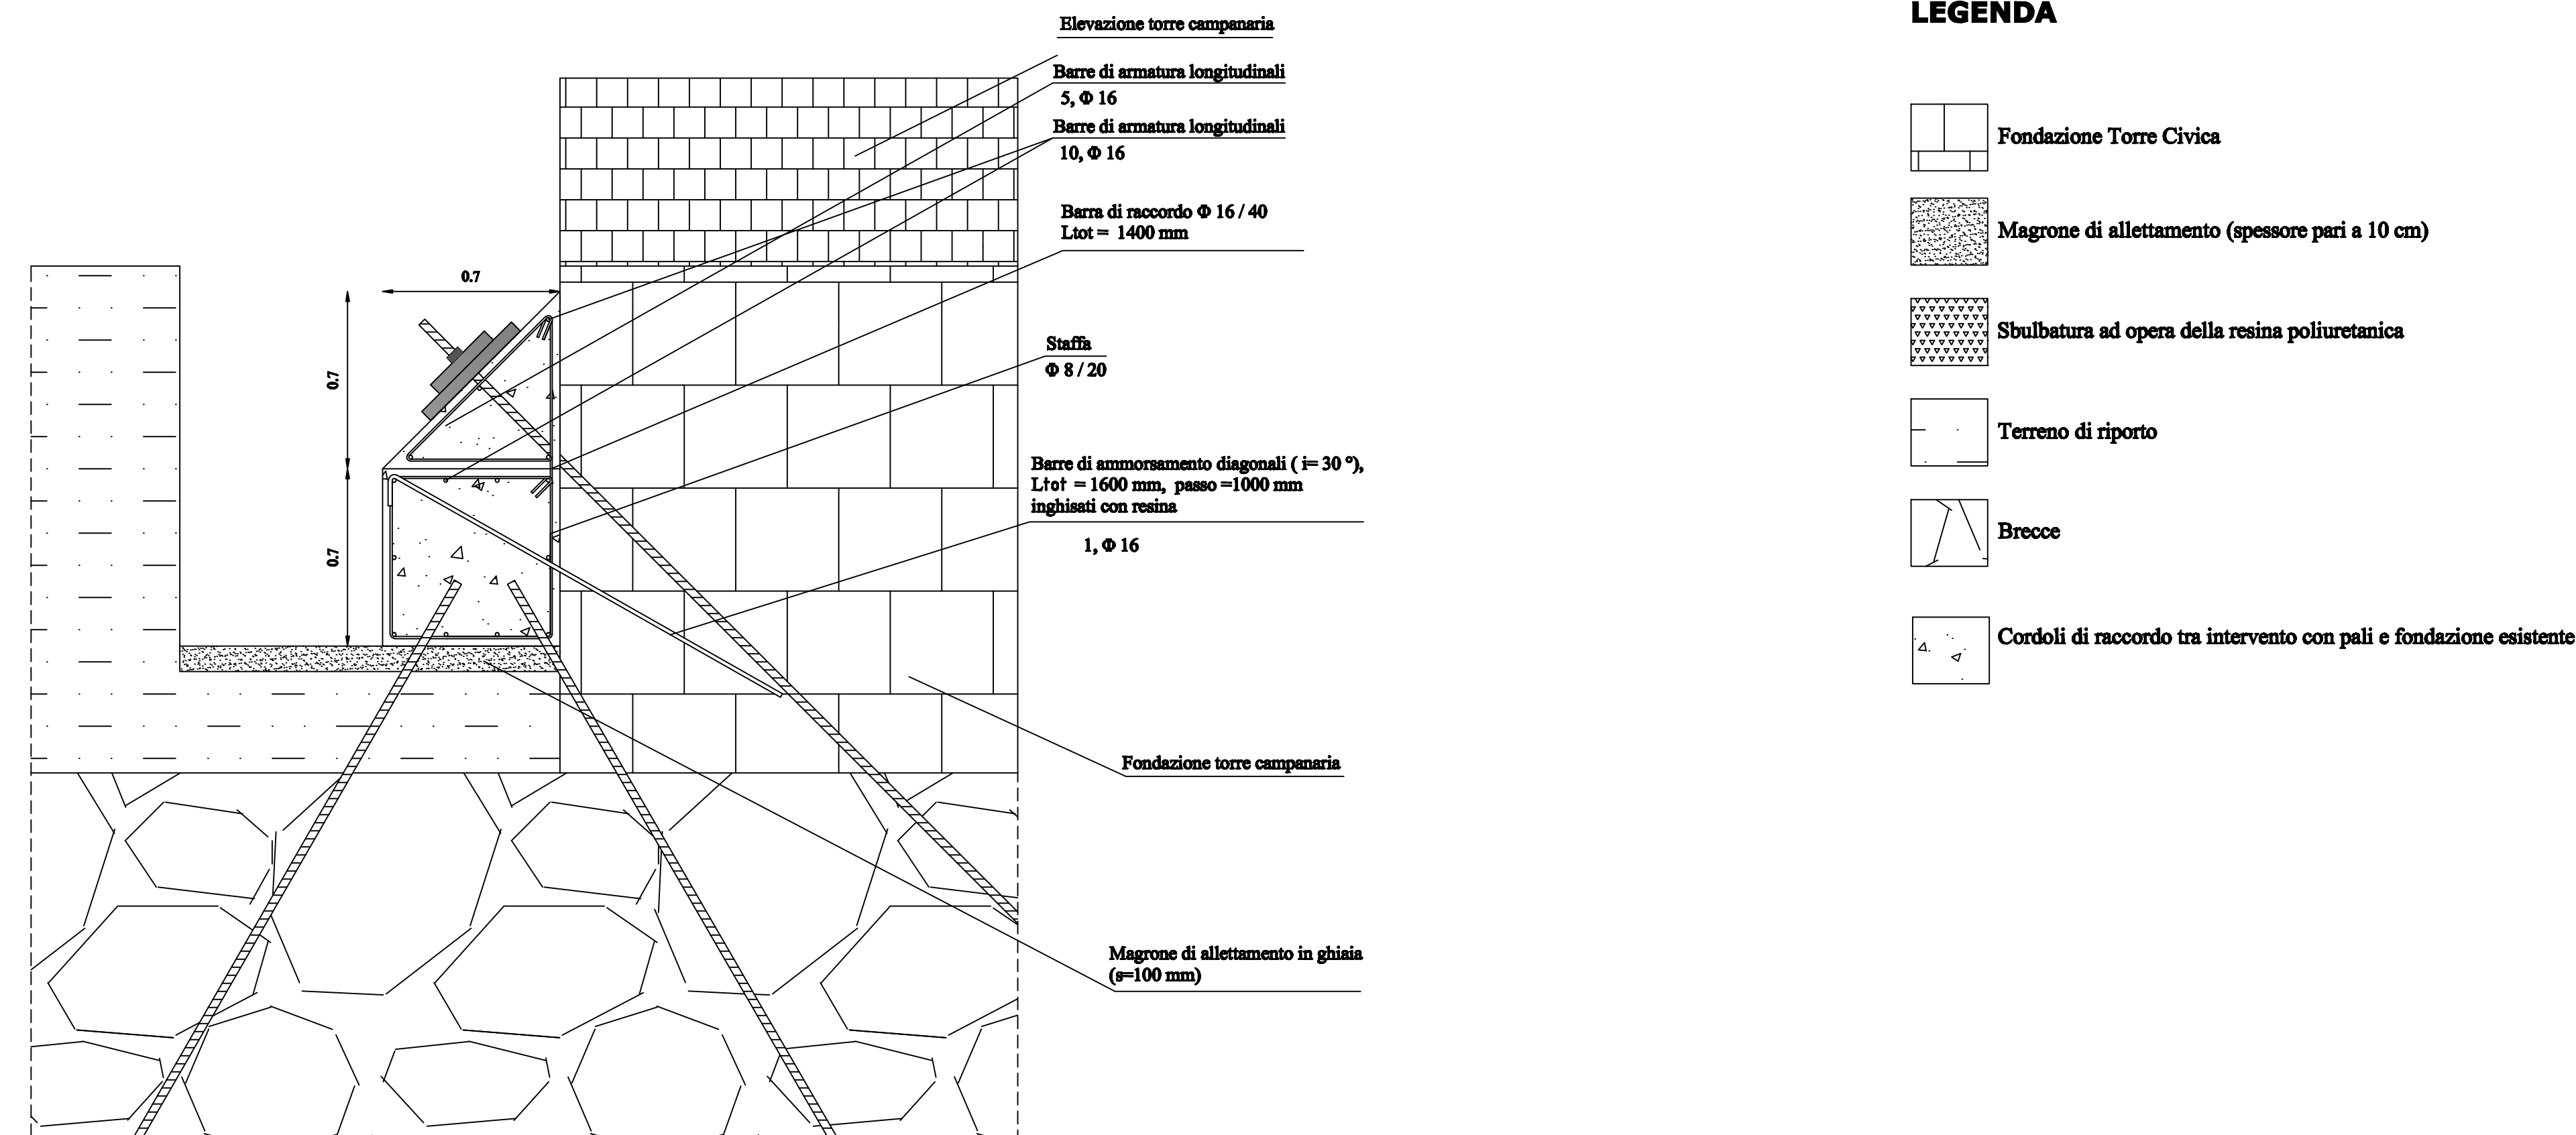 Elevazione torre campanaria
Barre di armatura longitudinali
5, Φ 16
Barre di armatura longitudinali
10, Φ 16
Barra di raccordo Φ 16 / 40
Ltot = 1400 mm
0.7
0.7
Staffa
Φ 8 / 20
Barre di ammorsamento diagonali ( i= 30 °),
Ltot = 1600 mm, passo =1000 mm
inghisati con resina
1, Φ 16
0.7
Fondazione torre campanaria
Magrone di allettamento in ghiaia
(s=100 mm)
LEGENDA
Fondazione Torre Civica
Magrone di allettamento (spessore pari a 10 cm)
Sbulbatura ad opera della resina poliuretanica
Terreno di riporto
Brecce
Cordoli di raccordo tra intervento con pali e fondazione esistente